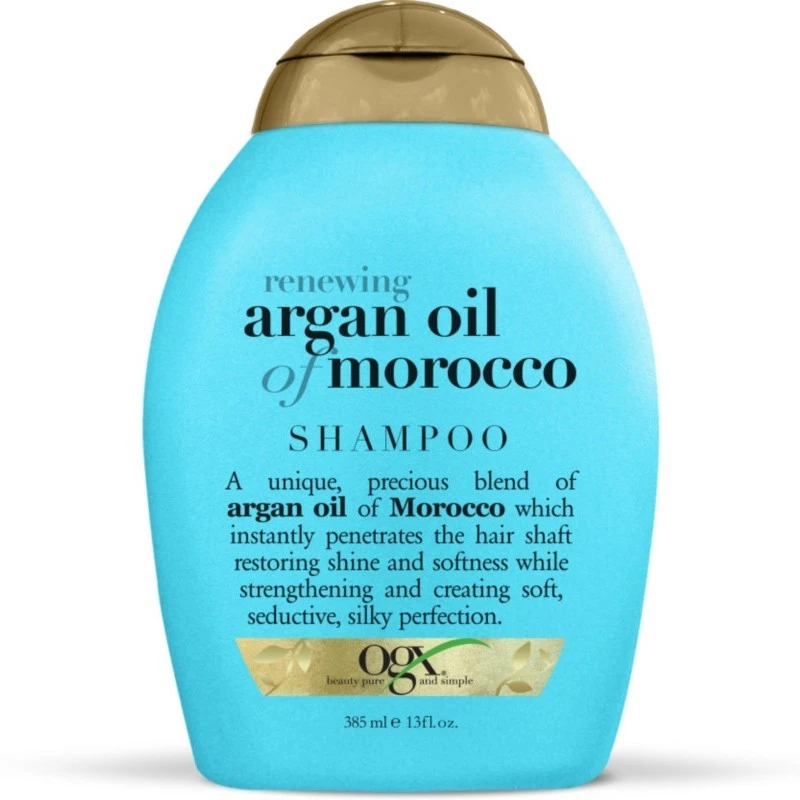 renewing
argan oil
of morocco
SHAMPOO
A unique, precious blend of
argan oil of Morocco which
instantly penetrates the hair shaft
restoring shine and softness while
strengthening and creating soft,
seductive, silky perfection.
ogx®
beauty pure and simple
385 ml ℮ 13fl.oz.